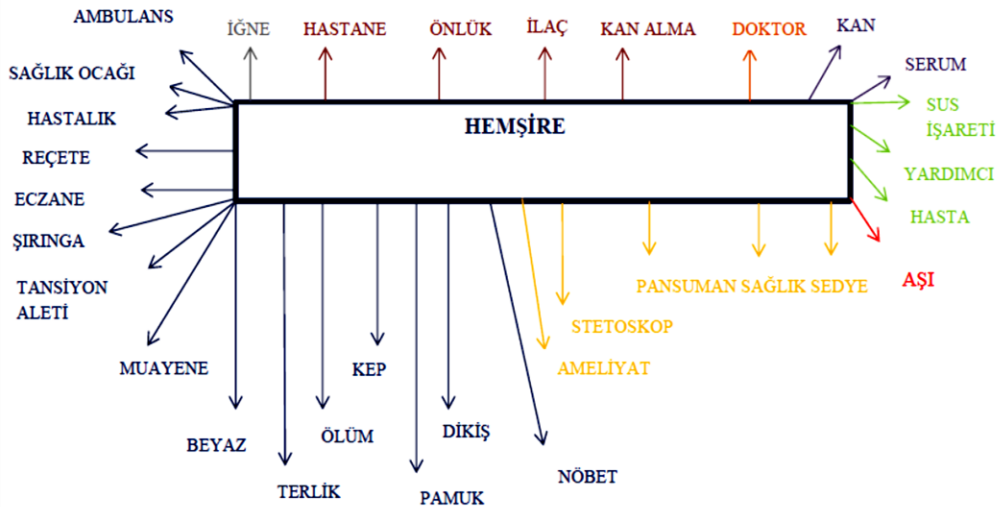 AMBULANS
İĞNE
HASTANE
ÖNLÜK
İLAÇ
KAN ALMA
DOKTOR
KAN
SAĞLIK OCAĞI
SERUM
HASTALIK
SUS
İŞARETİ
HEMŞİRE
REÇETE
YARDIMCI
ECZANE
HASTA
ŞIRINGA
TANSİYON
ALETİ
PANSUMAN SAĞLIK SEDYE
AŞI
STETOSKOP
MUAYENE
KEP
AMELİYAT
BEYAZ
ÖLÜM
DİKİŞ
NÖBET
TERLİK
PAMUK